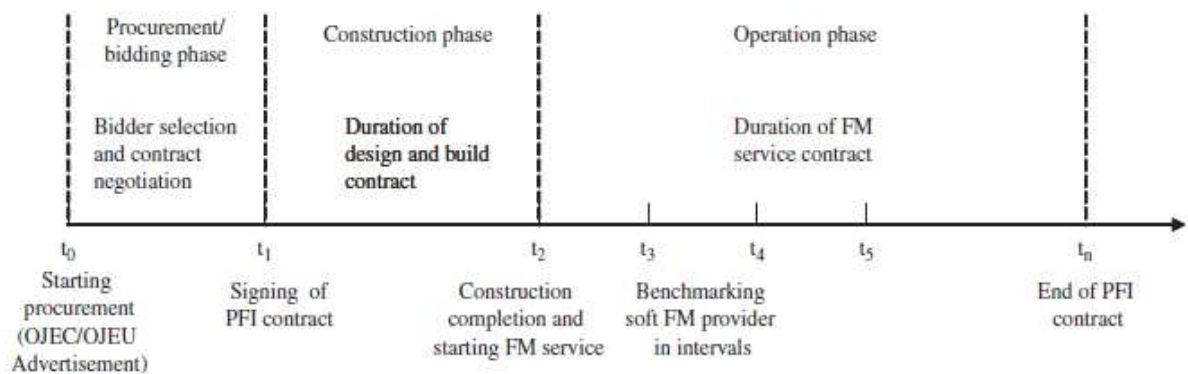 Procurement/
bidding phase
Construction phase
Operation phase
Bidder selection
and contract
negotiation
Duration of
design and build
contract
Duration of FM
service contract
t0
t1
t2
t3
t4
t5
tn
Starting
procurement
(OJEC/OJEU
Advertisement)
Signing of
PFI contract
Construction
completion and
starting FM service
Benchmarking
soft FM provider
in intervals
End of PFI
contract